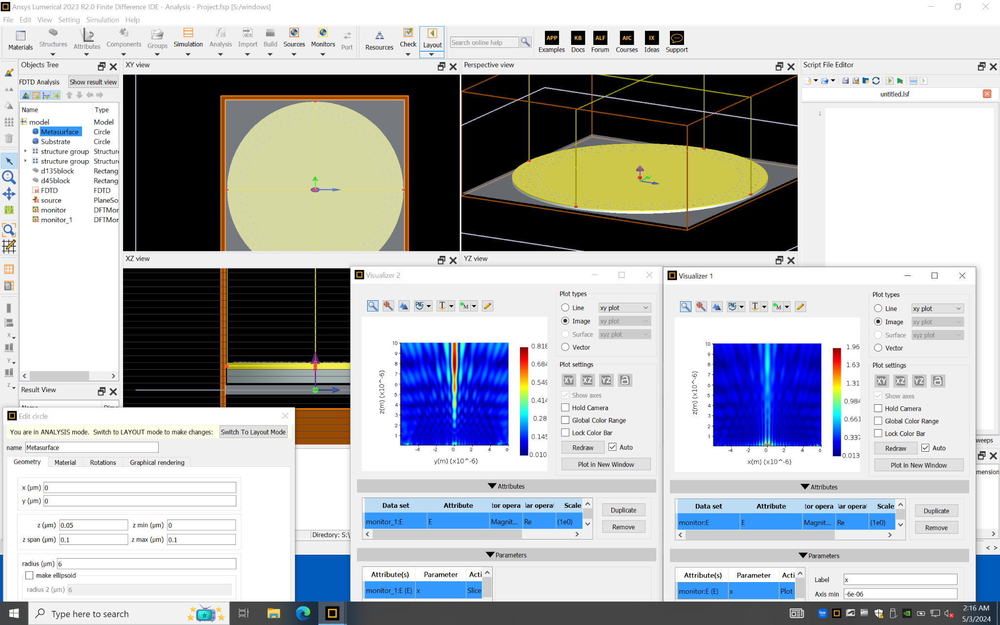 Ansys Lumerical 2023 R2.0 Finite Difference IDE - Analysis - Project.fsp [S:/windows]
File Edit View Setting Simulation Help
Materials Structures Attributes Components Groups Simulation Analysis Import Build Sources Monitors Port Resources Check Layout
Search online help
APP KB ALF AIC IX
Examples Docs Forum Courses Ideas Support
GDS
Objects Tree
FDTD Analysis Show result view
Name Type
model Model
Metasurface Circle
Substrate Circle
structure group Structure
structure group Structure
d135block Rectang
d45block Rectang
FDTD FDTD
source PlaneSo
monitor DFTMor
monitor_1 DFTMor
Result View
Name Dime
XY view
Perspective view
XZ view
YZ view
Script File Editor
untitled.lsf
1
x
y
z
Edit circle
You are in ANALYSIS mode. Switch to LAYOUT mode to make changes: Switch To Layout Mode
name Metasurface
Geometry Material Rotations Graphical rendering
x (µm) 0
y (µm) 0
z (µm) 0.05 z min (µm) 0
z span (µm) 0.1 z max (µm) 0.1
radius (µm) 6
make ellipsoid
radius 2 (µm) 6
Directory: S:\
Visualizer 2
PNG T M
Plot types
Line xy plot
Image xy plot
Surface xyz plot
Vector
Plot settings
XY XZ YZ
Show axes
Hold Camera
Global Color Range
Lock Color Bar
Redraw Auto
Plot in New Window
10
9
8
7
6
5
4
3
2
1
z(m) (x10^-6)
-4 -2 0 2 4 6
y(m) (x10^-6)
0.818
0.684
0.549
0.414
0.28
0.145
0.010
Attributes
Data set Attribute tor opera lar operat Scale
monitor_1:E E Magnit... Re (1e0)
Duplicate
Remove
Parameters
Attribute(s) Parameter Acti
monitor_1:E (E) x Slice
Visualizer 1
PNG T M
Plot types
Line xy plot
Image xy plot
Surface xyz plot
Vector
Plot settings
XY XZ YZ
Show axes
Hold Camera
Global Color Range
Lock Color Bar
Redraw Auto
Plot in New Window
10
9
8
7
6
5
4
3
2
1
z(m) (x10^-6)
-4 -2 0 2 4 6
x(m) (x10^-6)
1.96
1.63
1.31
0.984
0.661
0.337
0.013
Attributes
Data set Attribute tor opera lar operat Scale
monitor:E E Magnit... Re (1e0)
Duplicate
Remove
Parameters
Attribute(s) Parameter Acti
monitor:E (E) x Plot
Label x
Axis min -6e-06
weeps
mension
Type here to search
box
vm
2:16 AM
5/3/2024